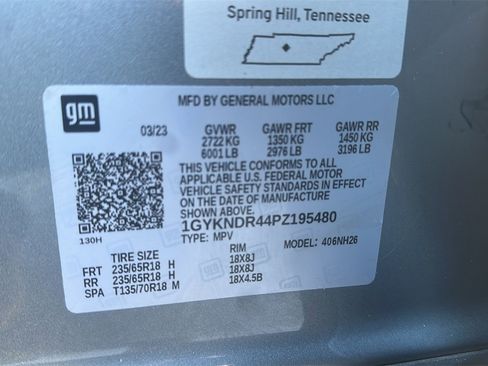 Spring Hill, Tennessee
gm
MFD BY GENERAL MOTORS LLC
03/23 GVWR GAWR FRT GAWR RR
2722 KG 1350 KG 1450 KG
6001 LB 2976 LB 3196 LB
THIS VEHICLE CONFORMS TO ALL
APPLICABLE U.S. FEDERAL MOTOR
VEHICLE SAFETY STANDARDS IN EFFECT
ON THE DATE OF MANUFACTURE
SHOWN ABOVE.
1GYKNDR44PZ195480
130H
TYPE: MPV MODEL: 406NH26
TIRE SIZE RIM
FRT 235/65R18 H 18X8J
RR 235/65R18 H 18X8J
SPA T135/70R18 M 18X4.5B